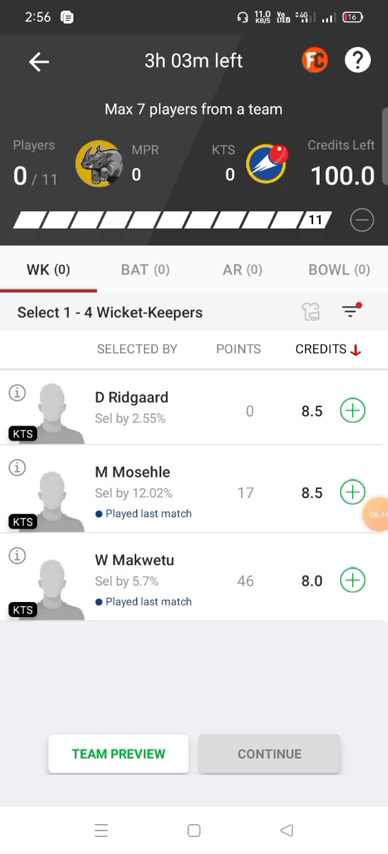 2:56
11.0 KB/S
Vo LTE
4G
16
3h 03m left
FC
?
Max 7 players from a team
Players
0 / 11
MPR
0
KTS
0
Credits Left
100.0
11
WK (0)
BAT (0)
AR (0)
BOWL (0)
Select 1 - 4 Wicket-Keepers
SELECTED BY
POINTS
CREDITS
D Ridgaard
Sel by 2.55%
0
8.5
KTS
M Mosehle
Sel by 12.02%
17
8.5
Played last match
KTS
W Makwetu
Sel by 5.7%
46
8.0
Played last match
KTS
TEAM PREVIEW
CONTINUE